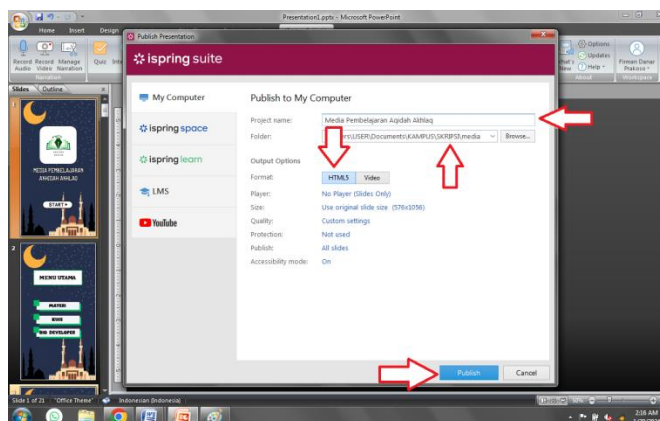 Presentation1.pptx - Microsoft PowerPoint
Home Insert Design
Record Audio
Record Video
Manage Narration
Quiz
Narration
Options
Updates
Help
About
Firman Danar
Workspace
Slides Outline
Publish Presentation
ispring suite
My Computer
ispring space
ispring learn
LMS
YouTube
Publish to My Computer
Project name: Media Pembelajaran Aqidah Akhlaq
Folder: ers\USER\Documents\KAMPUS\SKRIPSI\media Browse...
Output Options
Format: HTML5 Video
Player: No Player (Slides Only)
Size: Use original slide size (576x1056)
Quality: Custom settings
Protection: Not used
Publish: All slides
Accessibility mode: On
Publish Cancel
1
MEDIA PEMBELAJARAN
AQIDAH AKHLAQ
START
2
MENU UTAMA
MATERI
KUIS
BIO DEVELOPER
Slide 1 of 21 "Office Theme" Indonesian (Indonesia)
2:16 AM